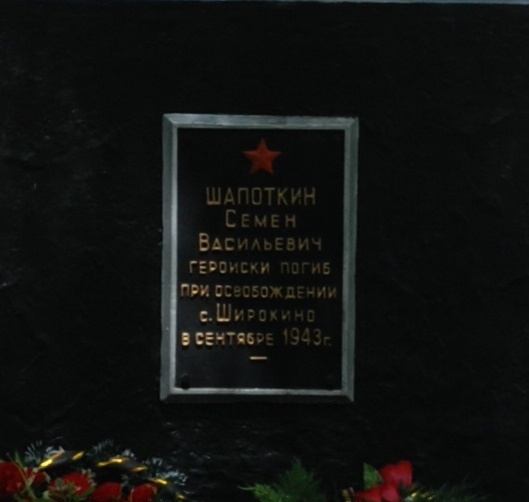 ШАПОТКИН
СЕМЕН
ВАСИЛЬЕВИЧ
ГЕРОИСКИ ПОГИБ
ПРИ ОСВОБОЖДЕНИИ
с. ШИРОКИНО
В СЕНТЯБРЕ 1943г.